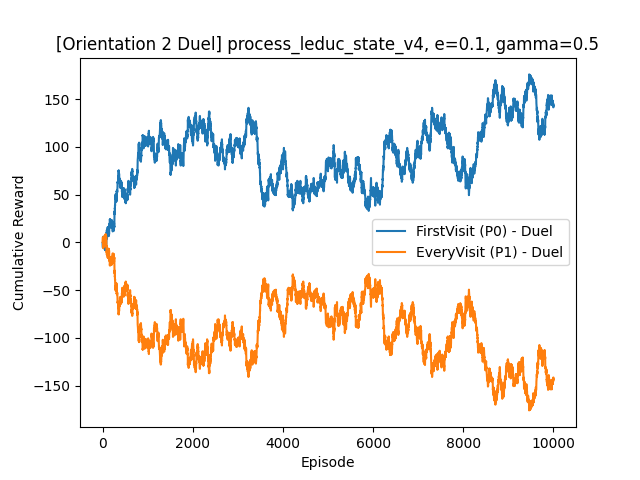 [Orientation 2 Duel] process_leduc_state_v4, e=0.1, gamma=0.5
Cumulative Reward
150
100
50
0
−50
−100
−150
FirstVisit (P0) - Duel
EveryVisit (P1) - Duel
0 2000 4000 6000 8000 10000
Episode